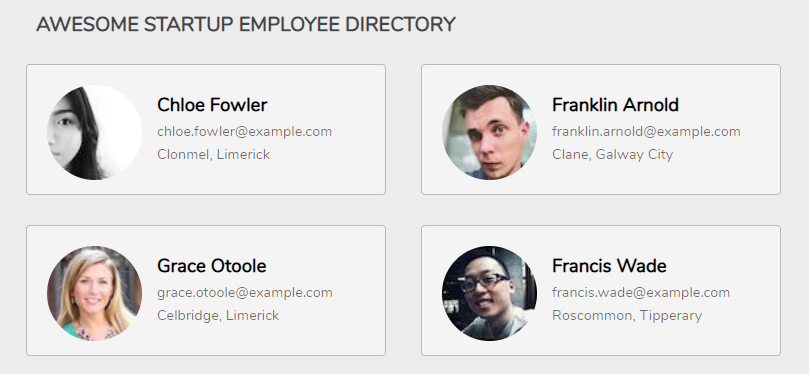 AWESOME STARTUP EMPLOYEE DIRECTORY
Chloe Fowler
chloe.fowler@example.com
Clonmel, Limerick
Franklin Arnold
franklin.arnold@example.com
Clane, Galway City
Grace Otoole
grace.otoole@example.com
Celbridge, Limerick
Francis Wade
francis.wade@example.com
Roscommon, Tipperary